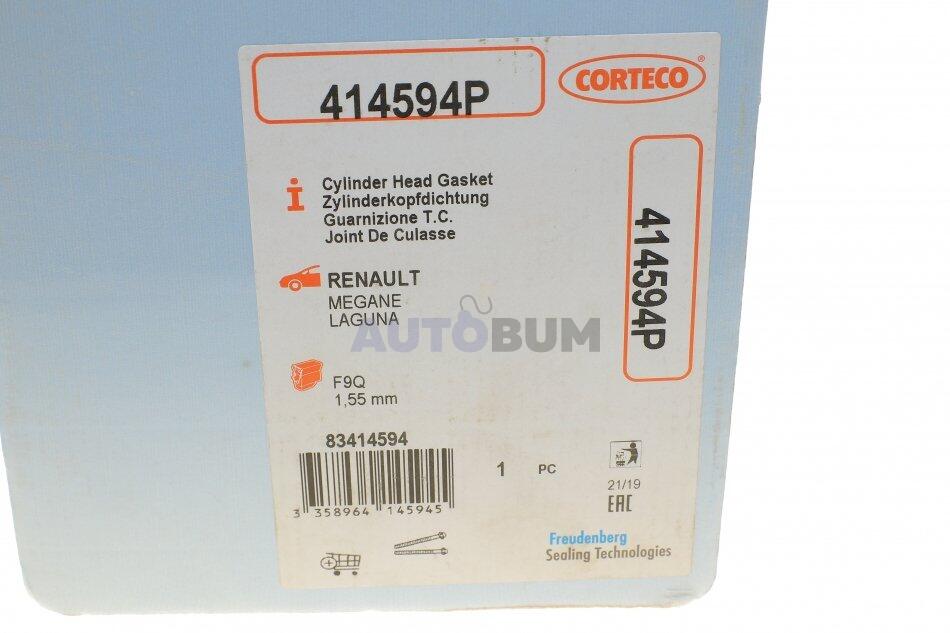 414594P
CORTECO®
Cylinder Head Gasket
Zylinderkopfdichtung
Guarnizione T.C.
Joint De Culasse
414594P
RENAULT
MEGANE
LAGUNA
AUTOBUM
F9Q
1,55 mm
83414594
1 PC
3 358964 145945
21/19
EAC
Freudenberg
Sealing Technologies